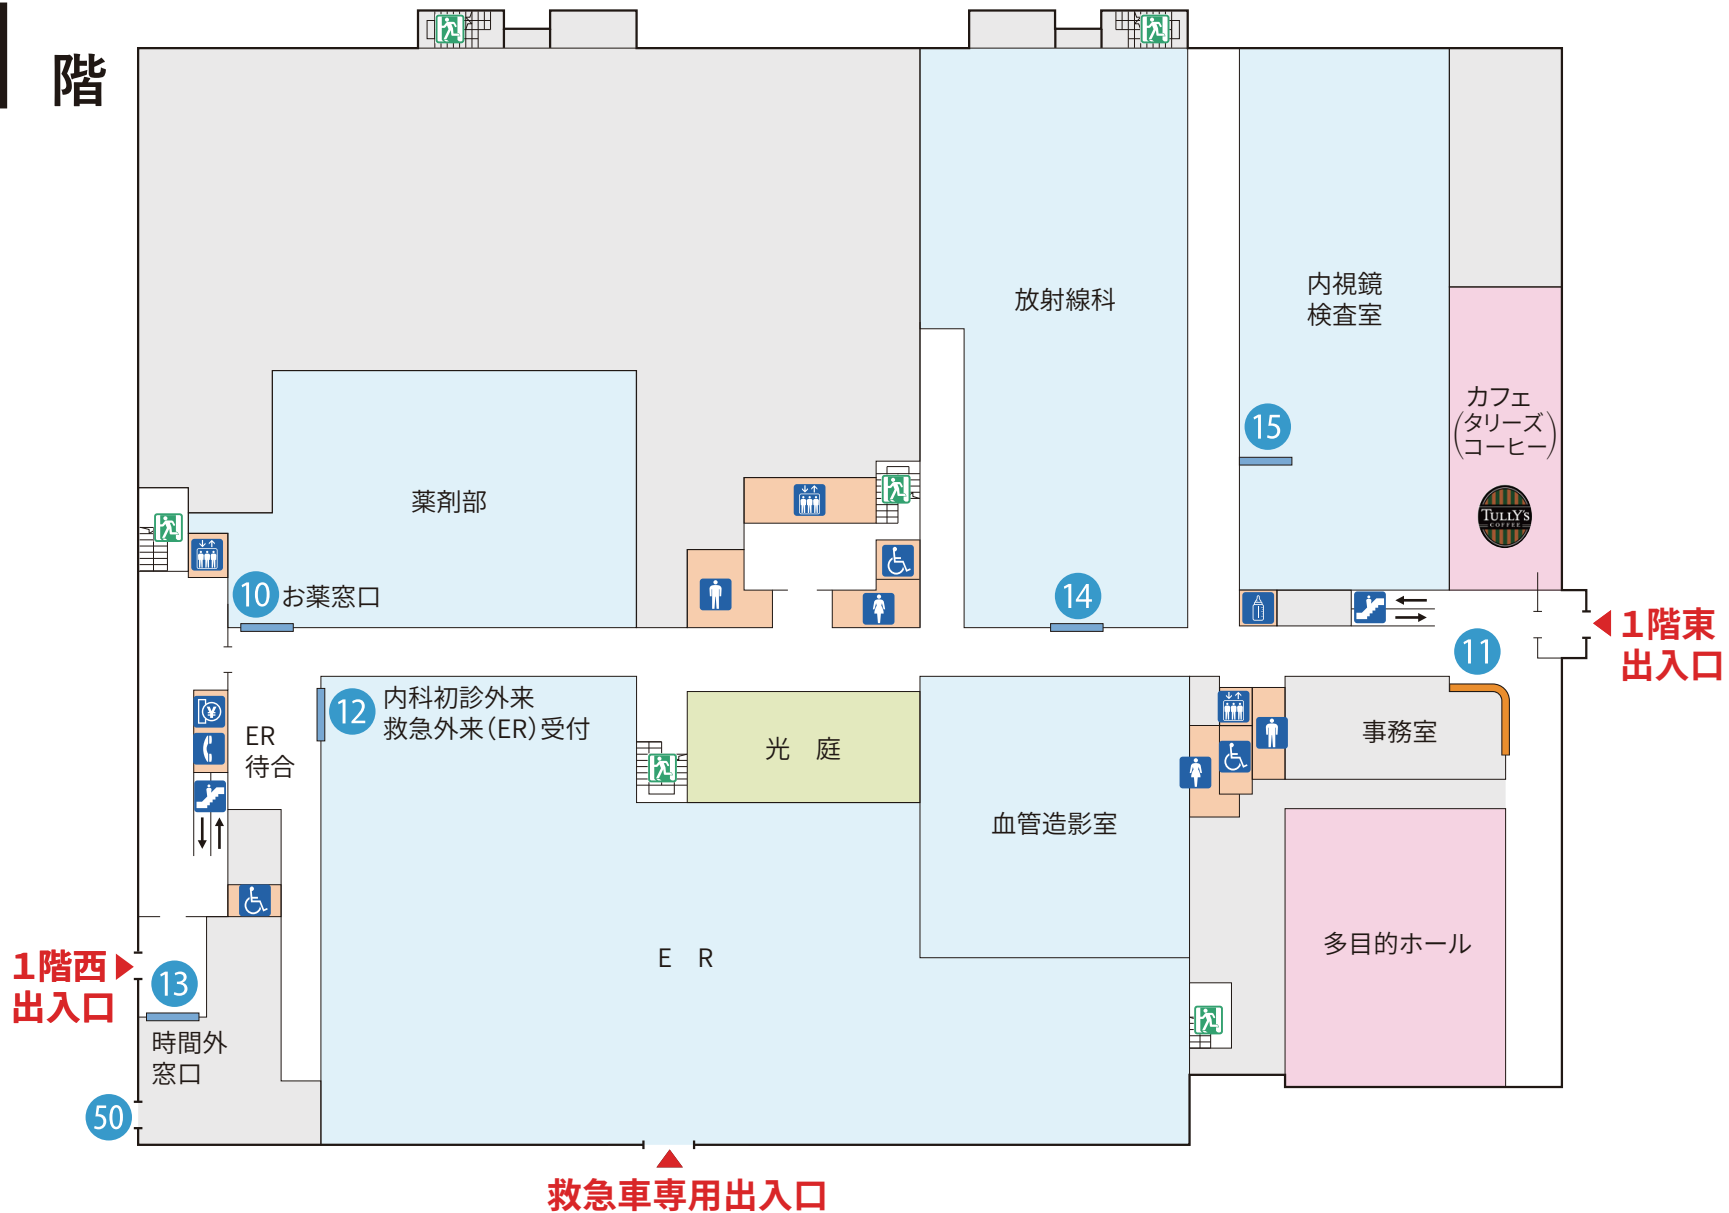 階
放射線科
内視鏡
検査室
カフェ
(タリーズ
コーヒー)
TULLY'S
COFFEE
15
薬剤部
10
お薬窓口
14
1階東
出入口
11
12
内科初診外来
救急外来(ER)受付
¥
ER
待合
光 庭
事務室
血管造影室
E R
多目的ホール
1階西
出入口
13
時間外
窓口
50
救急車専用出入口